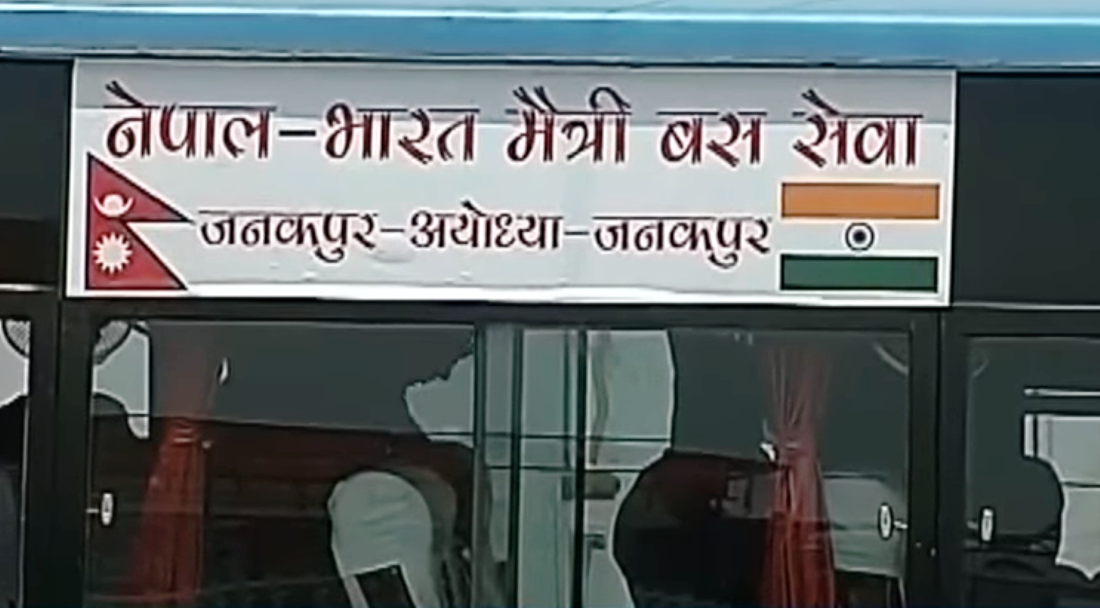 नेपाल-भारत मैत्री बस सेवा
जनकपुर-अयोध्या-जनकपुर